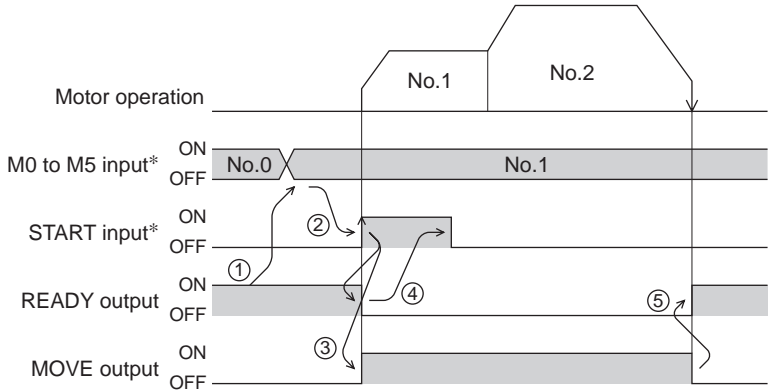 No.1
No.2
Motor operation
M0 to M5 input*
ON
OFF
No.0
No.1
START input*
ON
OFF
①
②
READY output
ON
OFF
④
⑤
③
MOVE output
ON
OFF